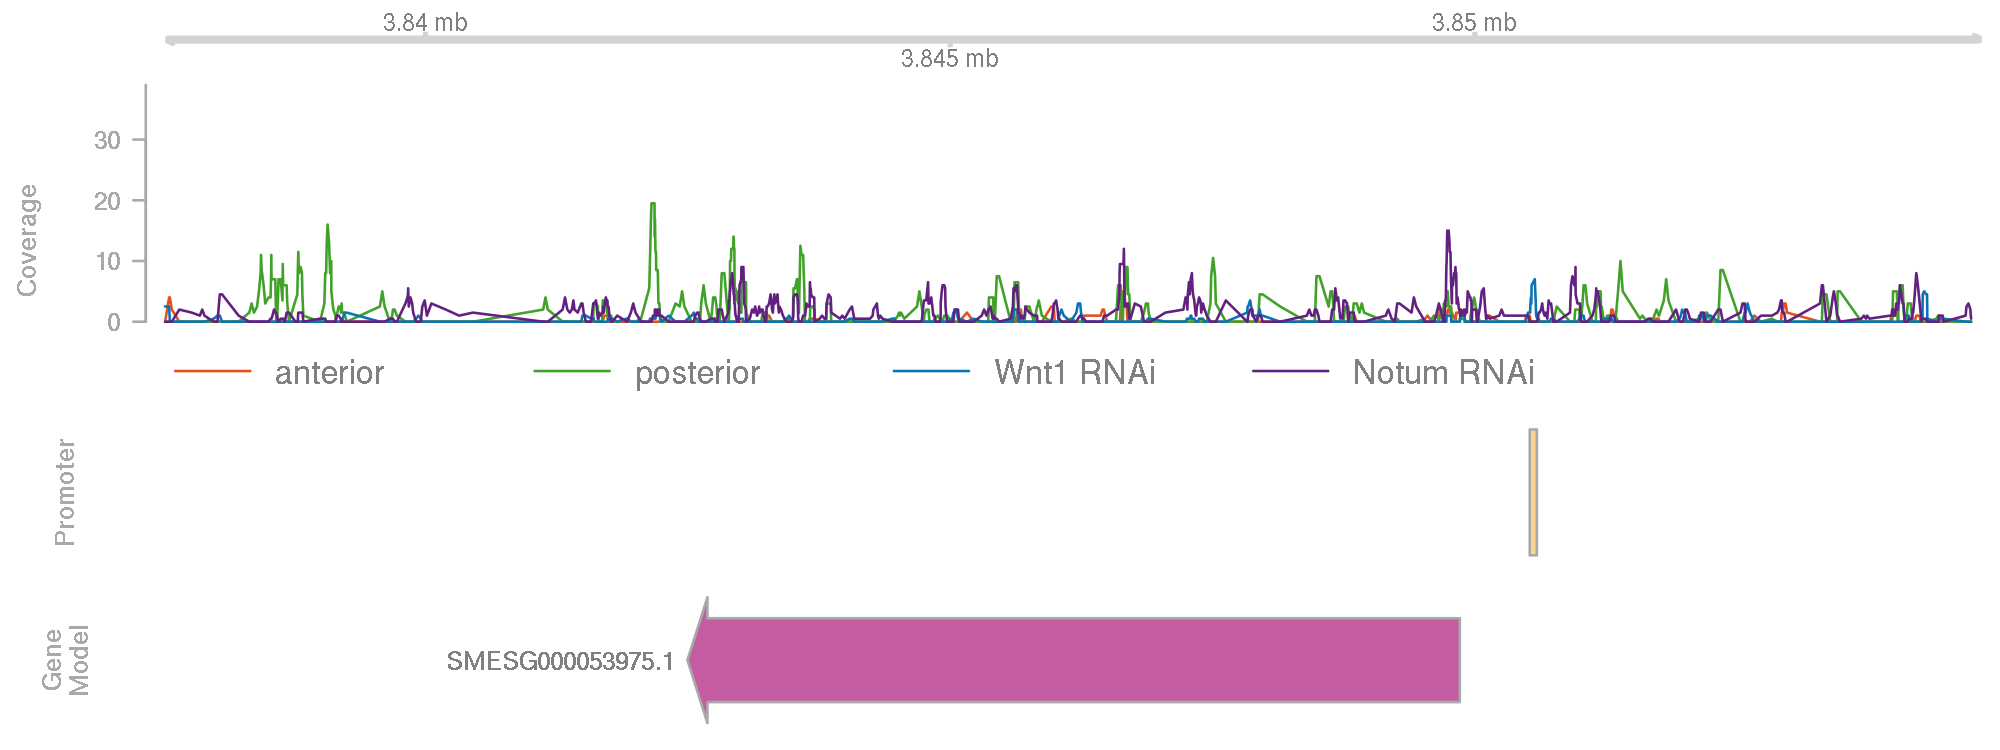 3.84 mb
3.85 mb
3.845 mb
Coverage
30
20
10
0
anterior
posterior
Wnt1 RNAi
Notum RNAi
Promoter
Gene
Model
SMESG000053975.1